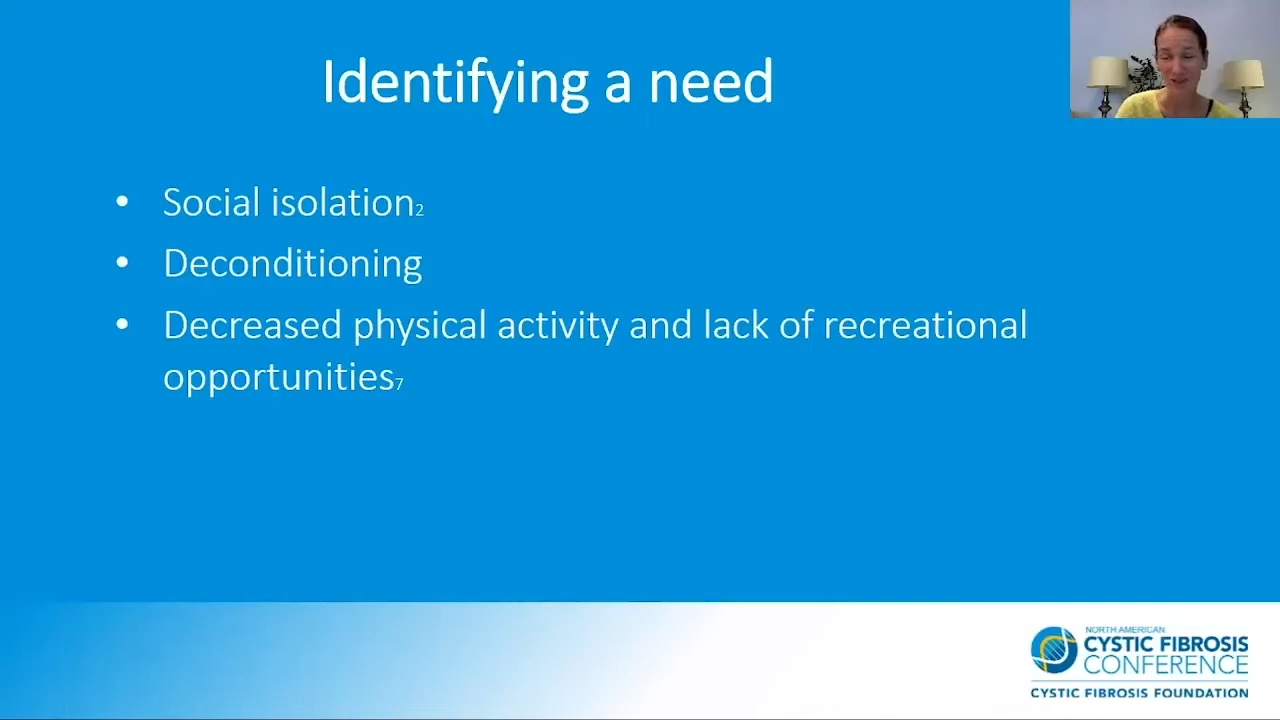 Identifying a need
• Social isolation2
• Deconditioning
• Decreased physical activity and lack of recreational
opportunities7
NORTH AMERICAN
CYSTIC FIBROSIS
CONFERENCE
CYSTIC FIBROSIS FOUNDATION